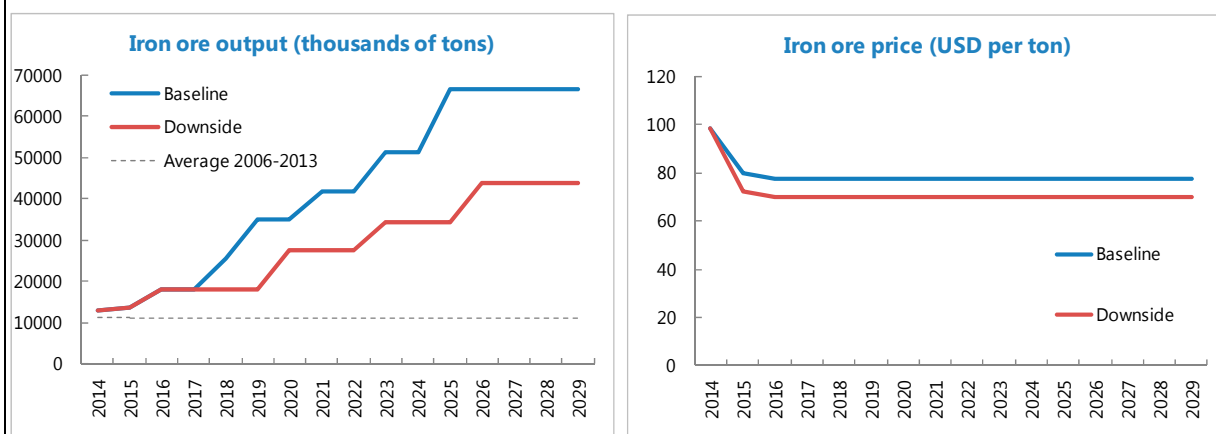 Iron ore output (thousands of tons)
70000
60000
50000
40000
30000
20000
10000
0
Baseline
Downside
Average 2006-2013
2014 2015 2016 2017 2018 2019 2020 2021 2022 2023 2024 2025 2026 2027 2028 2029
Iron ore price (USD per ton)
120
100
80
60
40
20
0
Baseline
Downside
2014 2015 2016 2017 2018 2019 2020 2021 2022 2023 2024 2025 2026 2027 2028 2029